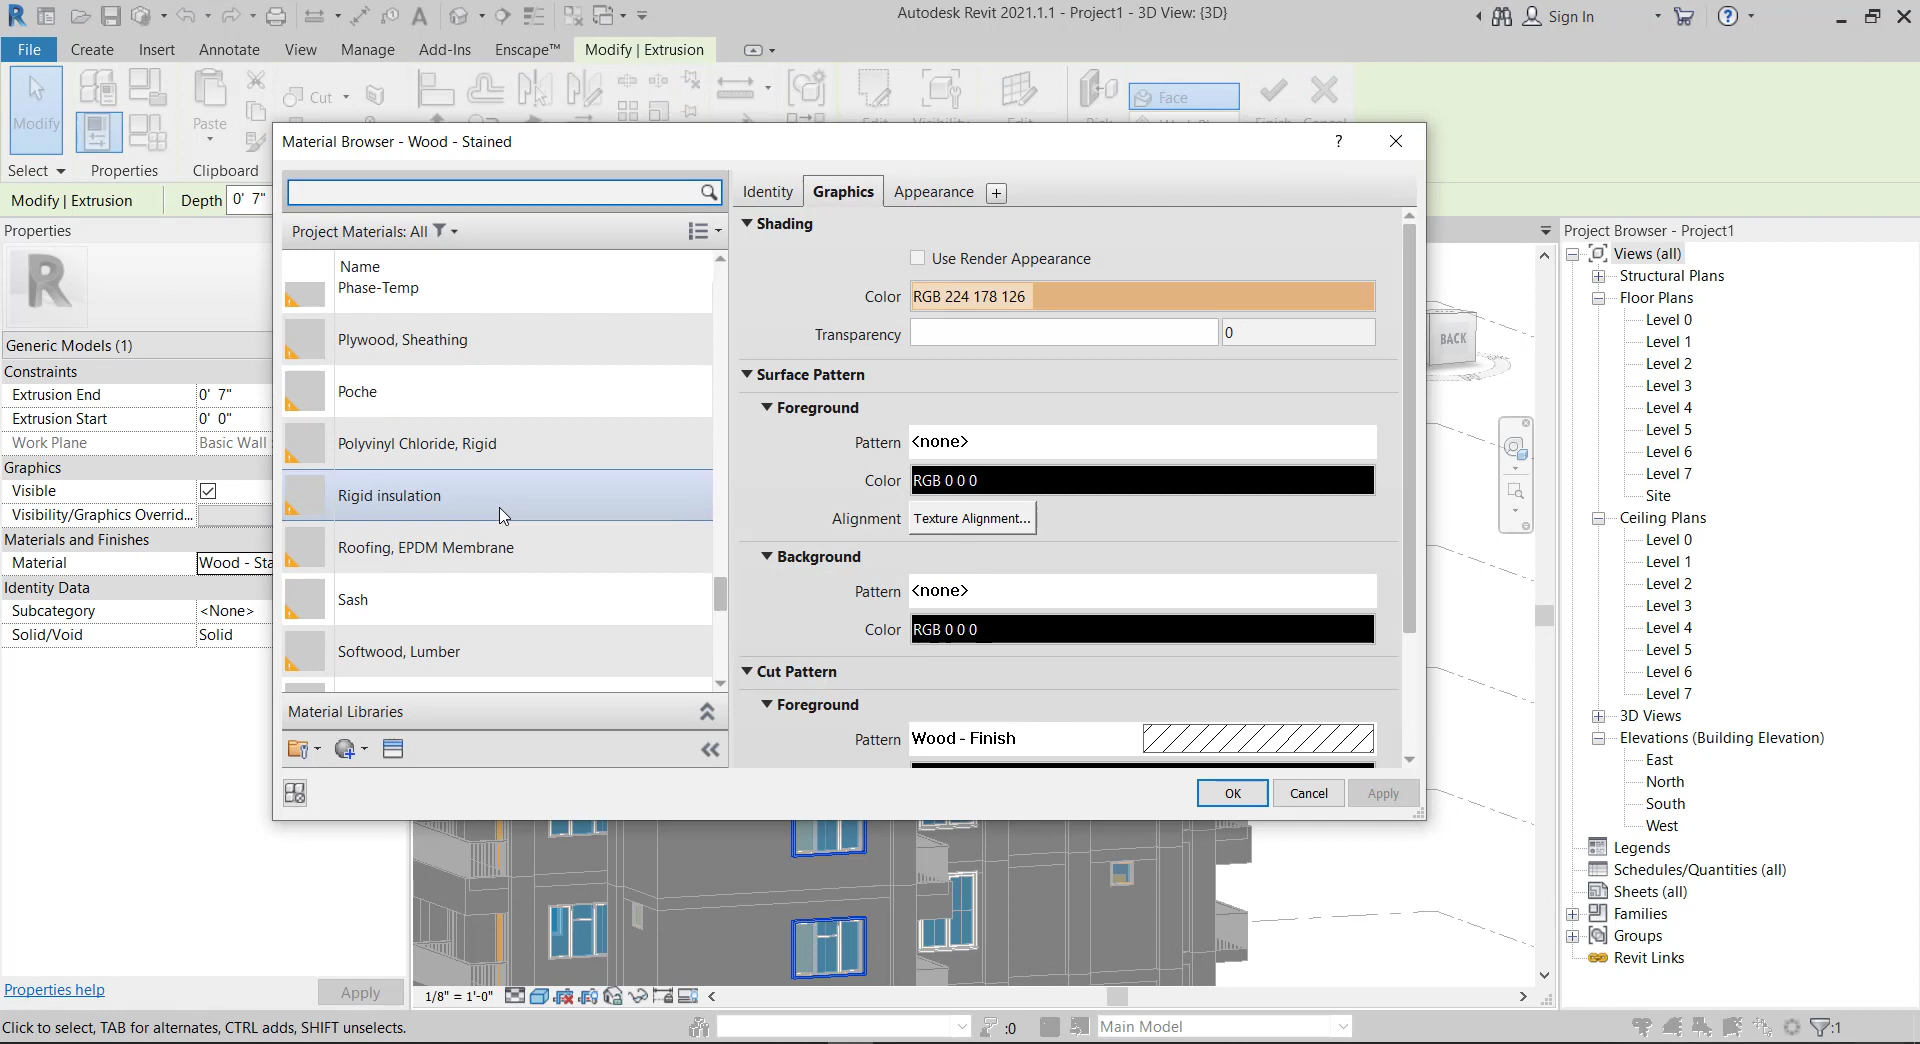 Autodesk Revit 2021.1.1 - Project1 - 3D View: {3D}
Sign In
File
Create
Insert
Annotate
View
Manage
Add-Ins
Enscape™
Modify | Extrusion
Modify
Cut
Paste
Face
Select
Properties
Clipboard
Modify | Extrusion
Depth
0' 7"
Properties
Generic Models (1)
Constraints
Extrusion End
0' 7"
Extrusion Start
0' 0"
Work Plane
Basic Wall
Graphics
Visible
Visibility/Graphics Overrid...
Materials and Finishes
Material
Wood - Sta
Identity Data
Subcategory
<None>
Solid/Void
Solid
Properties help
Apply
Material Browser - Wood - Stained
?
Project Materials: All
Name
Phase-Temp
Plywood, Sheathing
Poche
Polyvinyl Chloride, Rigid
Rigid insulation
Roofing, EPDM Membrane
Sash
Softwood, Lumber
Material Libraries
Identity
Graphics
Appearance
Shading
Use Render Appearance
Color
RGB 224 178 126
Transparency
0
Surface Pattern
Foreground
Pattern
<none>
Color
RGB 0 0 0
Alignment
Texture Alignment...
Background
Pattern
<none>
Color
RGB 0 0 0
Cut Pattern
Foreground
Pattern
Wood - Finish
OK
Cancel
Apply
BACK
Project Browser - Project1
Views (all)
Structural Plans
Floor Plans
Level 0
Level 1
Level 2
Level 3
Level 4
Level 5
Level 6
Level 7
Site
Ceiling Plans
Level 0
Level 1
Level 2
Level 3
Level 4
Level 5
Level 6
Level 7
3D Views
Elevations (Building Elevation)
East
North
South
West
Legends
Schedules/Quantities (all)
Sheets (all)
Families
Groups
Revit Links
1/8" = 1'-0"
Click to select, TAB for alternates, CTRL adds, SHIFT unselects.
:0
Main Model
:1